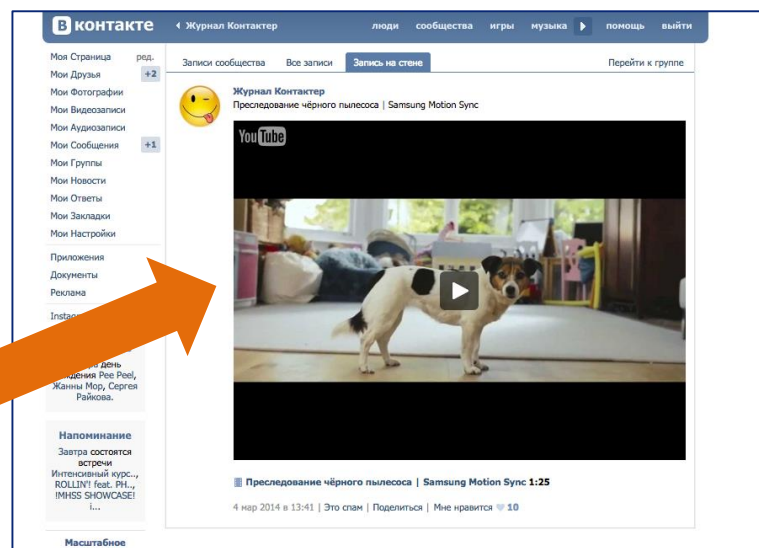 В контакте
Журнал Контактер
люди сообщества игры музыка помощь выйти
Моя Страница ред.
Мои Друзья +2
Мои Фотографии
Мои Видеозаписи
Мои Аудиозаписи
Мои Сообщения +1
Мои Группы
Мои Новости
Мои Ответы
Мои Закладки
Мои Настройки
Приложения
Документы
Реклама
день
Pee Peel,
Жанны Мор, Сергея
Райкова.
Напоминание
Завтра состоятся
встречи
Интенсивный курс..,
ROLLIN'! feat. PH..,
!MHSS SHOWCASE!
і...
Масштабное
Записи сообщества Все записи Запись на стене Перейти к группе
Журнал Контактер
Преследование чёрного пылесоса | Samsung Motion Sync
YouTube
Преследование чёрного пылесоса | Samsung Motion Sync 1:25
4 мар 2014 в 13:41 | Это спам | Поделиться | Мне нравится 10